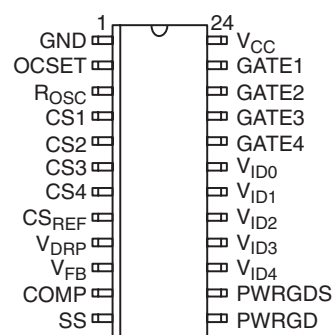 1 24
GND VCC
OCSET GATE1
ROSC GATE2
CS1 GATE3
CS2 GATE4
CS3 VID0
CS4 VID1
CSREF VID2
VDRP VID3
VFB VID4
COMP PWRGDS
SS PWRGD